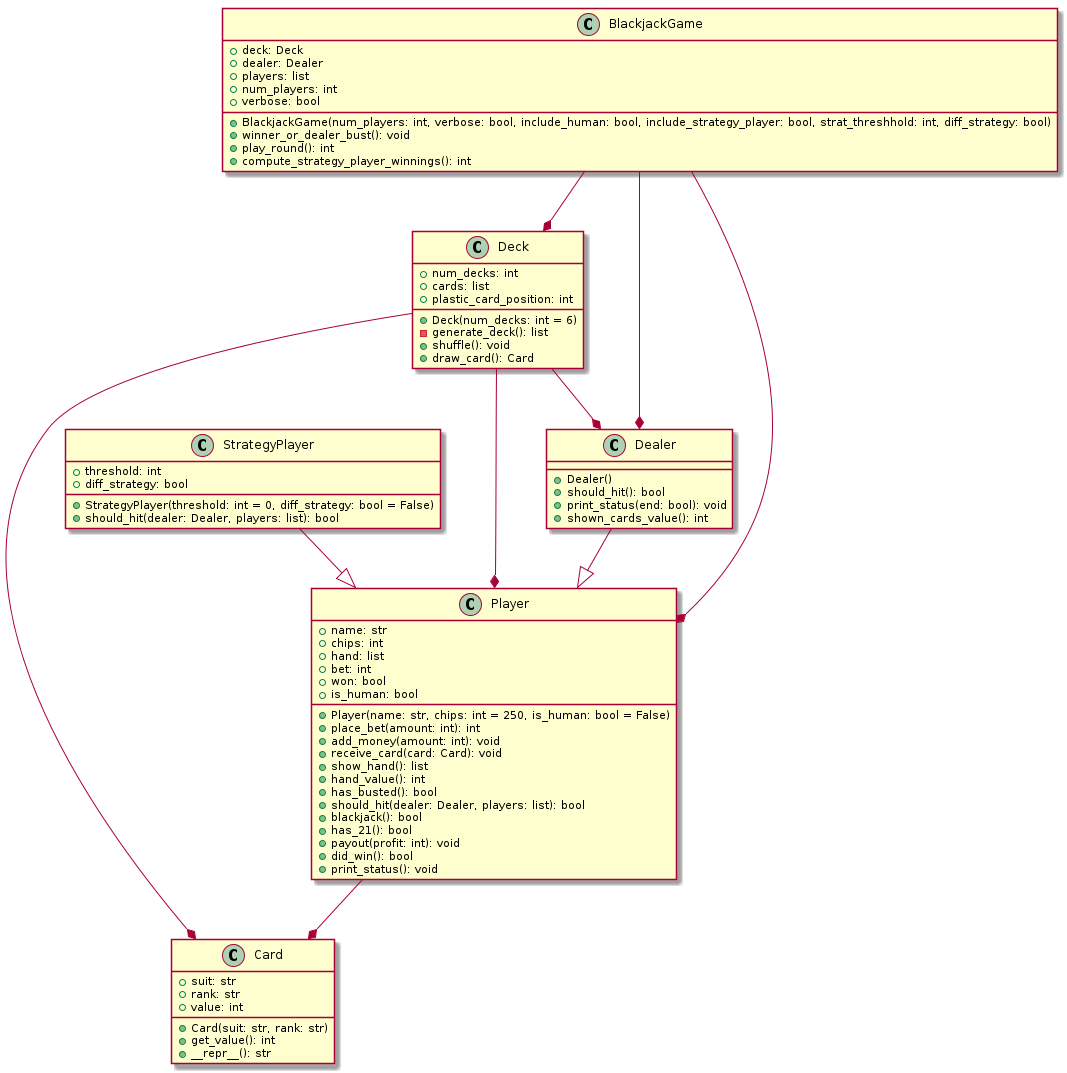 C BlackjackGame
deck: Deck
dealer: Dealer
players: list
num_players: int
verbose: bool
BlackjackGame(num_players: int, verbose: bool, include_human: bool, include_strategy_player: bool, strat_threshhold: int, diff_strategy: bool)
winner_or_dealer_bust(): void
play_round(): int
compute_strategy_player_winnings(): int
C Deck
num_decks: int
cards: list
plastic_card_position: int
Deck(num_decks: int = 6)
generate_deck(): list
shuffle(): void
draw_card(): Card
C StrategyPlayer
threshold: int
diff_strategy: bool
StrategyPlayer(threshold: int = 0, diff_strategy: bool = False)
should_hit(dealer: Dealer, players: list): bool
C Dealer
Dealer()
should_hit(): bool
print_status(end: bool): void
shown_cards_value(): int
C Player
name: str
chips: int
hand: list
bet: int
won: bool
is_human: bool
Player(name: str, chips: int = 250, is_human: bool = False)
place_bet(amount: int): int
add_money(amount: int): void
receive_card(card: Card): void
show_hand(): list
hand_value(): int
has_busted(): bool
should_hit(dealer: Dealer, players: list): bool
blackjack(): bool
has_21(): bool
payout(profit: int): void
did_win(): bool
print_status(): void
C Card
suit: str
rank: str
value: int
Card(suit: str, rank: str)
get_value(): int
__repr__(): str